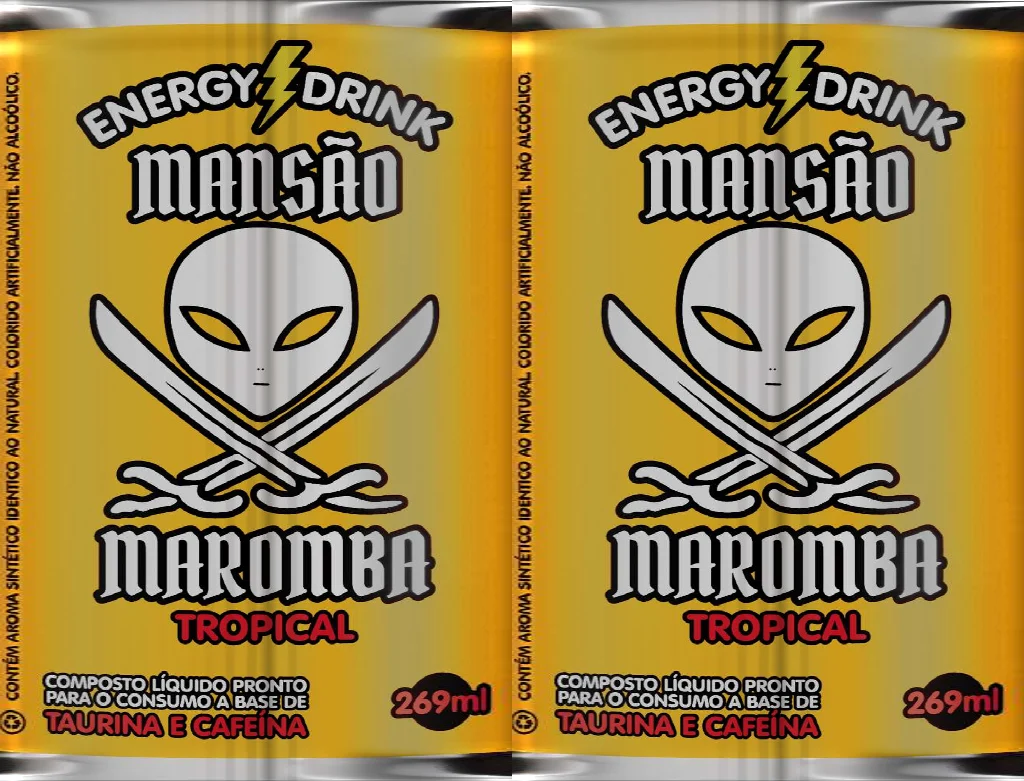 ENERGY DRINK
MANSÃO
MAROMBA
TROPICAL
COMPOSTO LÍQUIDO PRONTO
PARA O CONSUMO A BASE DE
TAURINA E CAFEÍNA
269ml
CONTÉM AROMA SINTÉTICO IDENTICO AO NATURAL. COLORIDO ARTIFICIALMENTE. NÃO ALCOÓLICO.
ENERGY DRINK
MANSÃO
MAROMBA
TROPICAL
COMPOSTO LÍQUIDO PRONTO
PARA O CONSUMO A BASE DE
TAURINA E CAFEÍNA
269ml
CONTÉM AROMA SINTÉTICO IDENTICO AO NATURAL. COLORIDO ARTIFICIALMENTE. NÃO ALCOÓLICO.